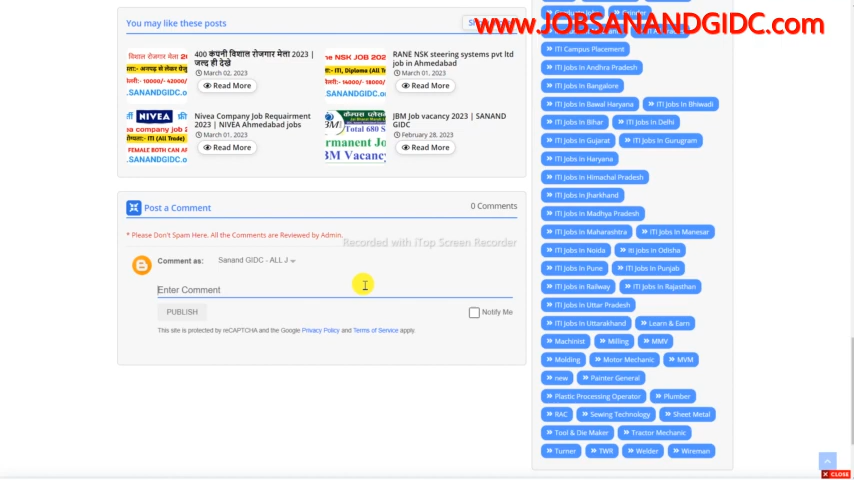 www.JOBSANANDGIDC.com
You may like these posts
400 कंपनी विशाल रोजगार मेला 2023 |
जल्द ही देखे
March 02, 2023
Read More
RANE NSK steering systems pvt ltd
job in Ahmedabad
March 01, 2023
Read More
Nivea Company Job Requairment
2023 | NIVEA Ahmedabad jobs
March 01, 2023
Read More
JBM Job vacancy 2023 | SANAND
GIDC
February 28, 2023
Read More
Post a Comment
0 Comments
* Please Don't Spam Here. All the Comments are Reviewed by Admin.
Recorded with iTop Screen Recorder
Comment as: Sanand GIDC - ALL J
Enter Comment
PUBLISH
Notify Me
This site is protected by reCAPTCHA and the Google Privacy Policy and Terms of Service apply.
ITI Campus Placement
ITI Jobs In Andhra Pradesh
ITI Jobs In Bangalore
ITI Jobs In Bawal Haryana ITI Jobs In Bhiwadi
ITI Jobs In Bihar ITI Jobs In Delhi
ITI Jobs In Gujarat ITI Jobs In Gurugram
ITI Jobs In Haryana
ITI Jobs In Himachal Pradesh
ITI Jobs In Jharkhand
ITI Jobs In Madhya Pradesh
ITI Jobs In Maharashtra ITI Jobs In Manesar
ITI Jobs In Noida Iti Jobs in Odisha
ITI Jobs In Pune ITI Jobs In Punjab
ITI Jobs In Railway ITI Jobs In Rajasthan
ITI Jobs In Uttar Pradesh
ITI Jobs In Uttarakhand Learn & Earn
Machinist Milling MMV
Molding Motor Mechanic MVM
new Painter General
Plastic Processing Operator Plumber
RAC Sewing Technology Sheet Metal
Tool & Die Maker Tractor Mechanic
Turner TWR Welder Wireman
CLOSE